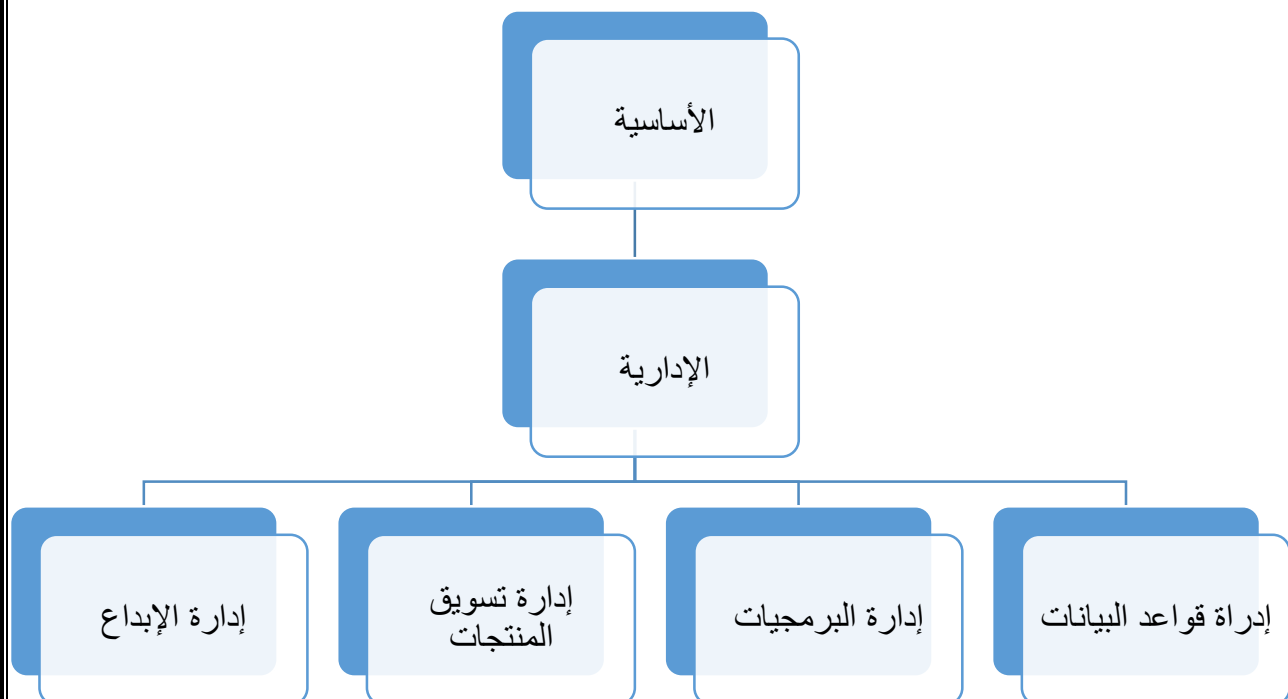 الأساسية
الإدارية
إدراة قواعد البيانات
إدارة البرمجيات
إدارة تسويق
المنتجات
إدارة الإبداع